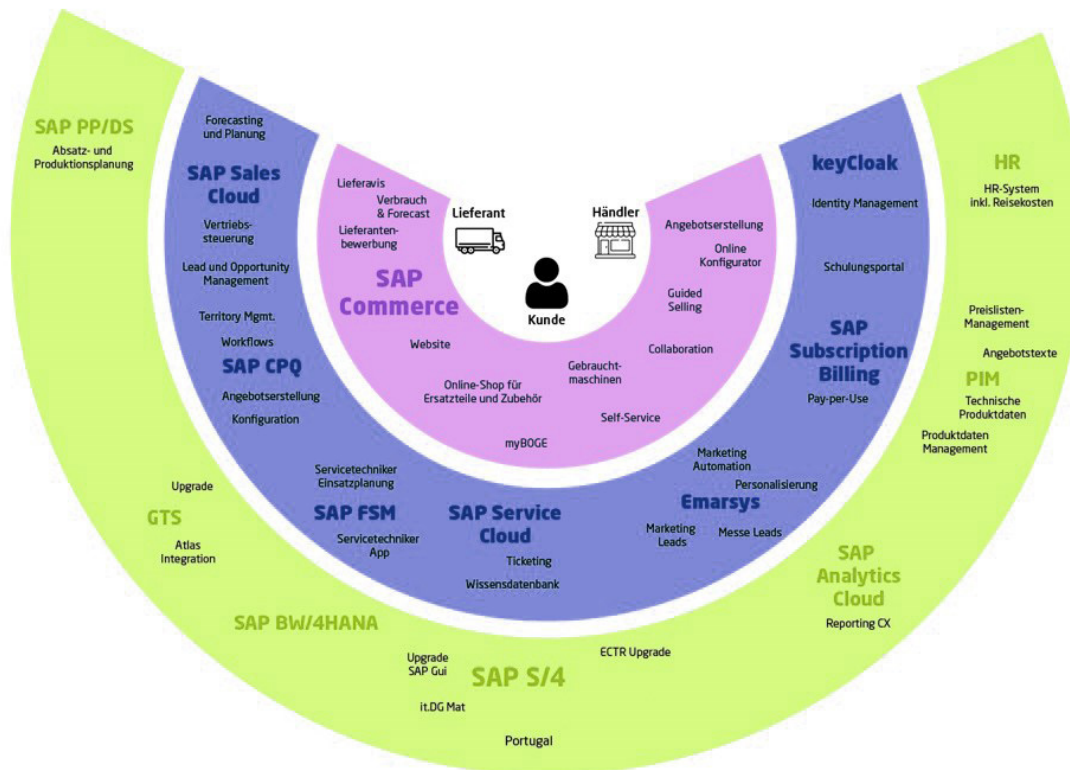 SAP PP/DS
Absatz- und
Produktionsplanung
GTS
Upgrade
Atlas
Integration
SAP BW/4HANA
SAP S/4
Upgrade
SAP Gui
it.DG Mat
Portugal
ECTR Upgrade
SAP
Analytics
Cloud
Reporting CX
PIM
Preislisten-
Management
Angebotstexte
Technische
Produktdaten
Produktdaten
Management
HR
HR-System
inkl. Reisekosten
Forecasting
und Planung
SAP Sales
Cloud
Vertriebs-
steuerung
Lead und Opportunity
Management
Territory Mgmt.
Workflows
SAP CPQ
Angebotserstellung
Konfiguration
Servicetechniker
Einsatzplanung
SAP FSM
Servicetechniker
App
SAP Service
Cloud
Ticketing
Wissensdatenbank
Marketing
Automation
Personalisierung
Emarsys
Marketing
Leads
Messe Leads
SAP
Subscription
Billing
Pay-per-Use
keyCloak
Identity Management
Schulungsportal
Lieferavis
Verbrauch
& Forecast
Lieferanten-
bewerbung
SAP
Commerce
Website
Online-Shop für
Ersatzteile und Zubehör
myBOGE
Gebraucht-
maschinen
Self-Service
Collaboration
Guided
Selling
Online
Konfigurator
Angebotserstellung
Lieferant
Händler
Kunde